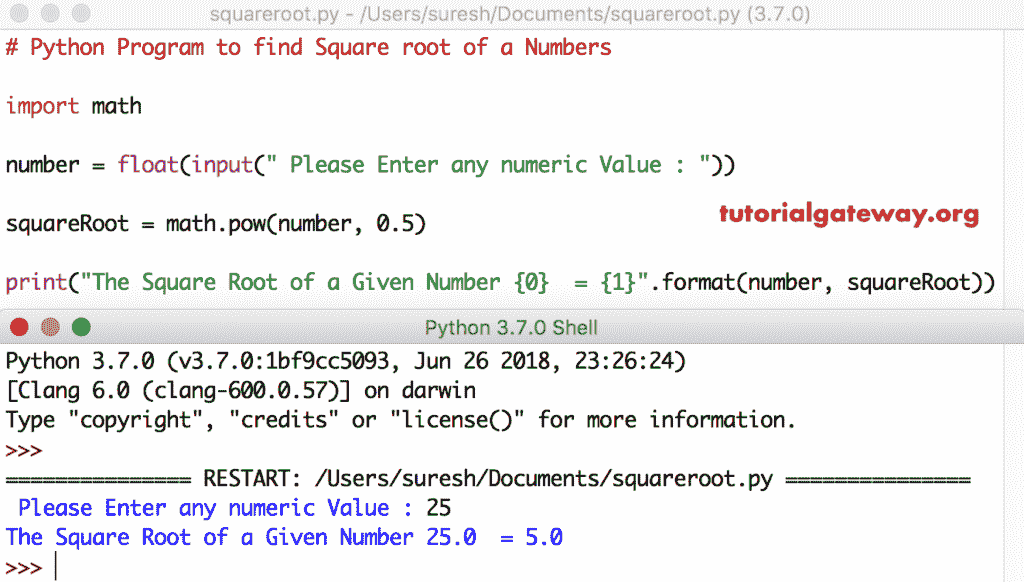 squareroot.py - /Users/suresh/Documents/squareroot.py (3.7.0)
# Python Program to find Square root of a Numbers
import math
number = float(input(" Please Enter any numeric Value : "))
squareRoot = math.pow(number, 0.5)
tutorialgateway.org
print("The Square Root of a Given Number {0}  = {1}".format(number, squareRoot))
Python 3.7.0 Shell
Python 3.7.0 (v3.7.0:1bf9cc5093, Jun 26 2018, 23:26:24)
[Clang 6.0 (clang-600.0.57)] on darwin
Type "copyright", "credits" or "license()" for more information.
>>>
=============== RESTART: /Users/suresh/Documents/squareroot.py ===============
 Please Enter any numeric Value : 25
The Square Root of a Given Number 25.0  = 5.0
>>>